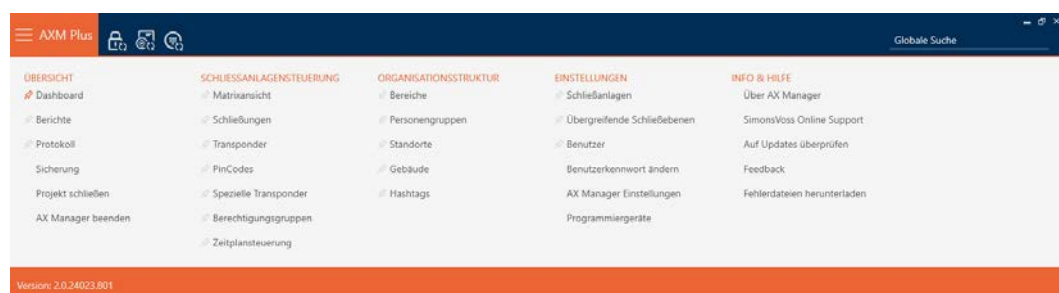 AXM Plus
Globale Suche
ÜBERSICHT
Dashboard
Berichte
Protokoll
Sicherung
Projekt schließen
AX Manager beenden
SCHLIESSANLAGENSTEUERUNG
Matrixansicht
Schließungen
Transponder
PinCodes
Spezielle Transponder
Berechtigungsgruppen
Zeitplansteuerung
ORGANISATIONSSTRUKTUR
Bereiche
Personengruppen
Standorte
Gebäude
Hashtags
EINSTELLUNGEN
Schließanlagen
Übergreifende Schließebenen
Benutzer
Benutzerkennwort ändern
AX Manager Einstellungen
Programmiergeräte
INFO & HILFE
Über AX Manager
SimonsVoss Online Support
Auf Updates überprüfen
Feedback
Fehlerdateien herunterladen
Version: 2.0.24023.801